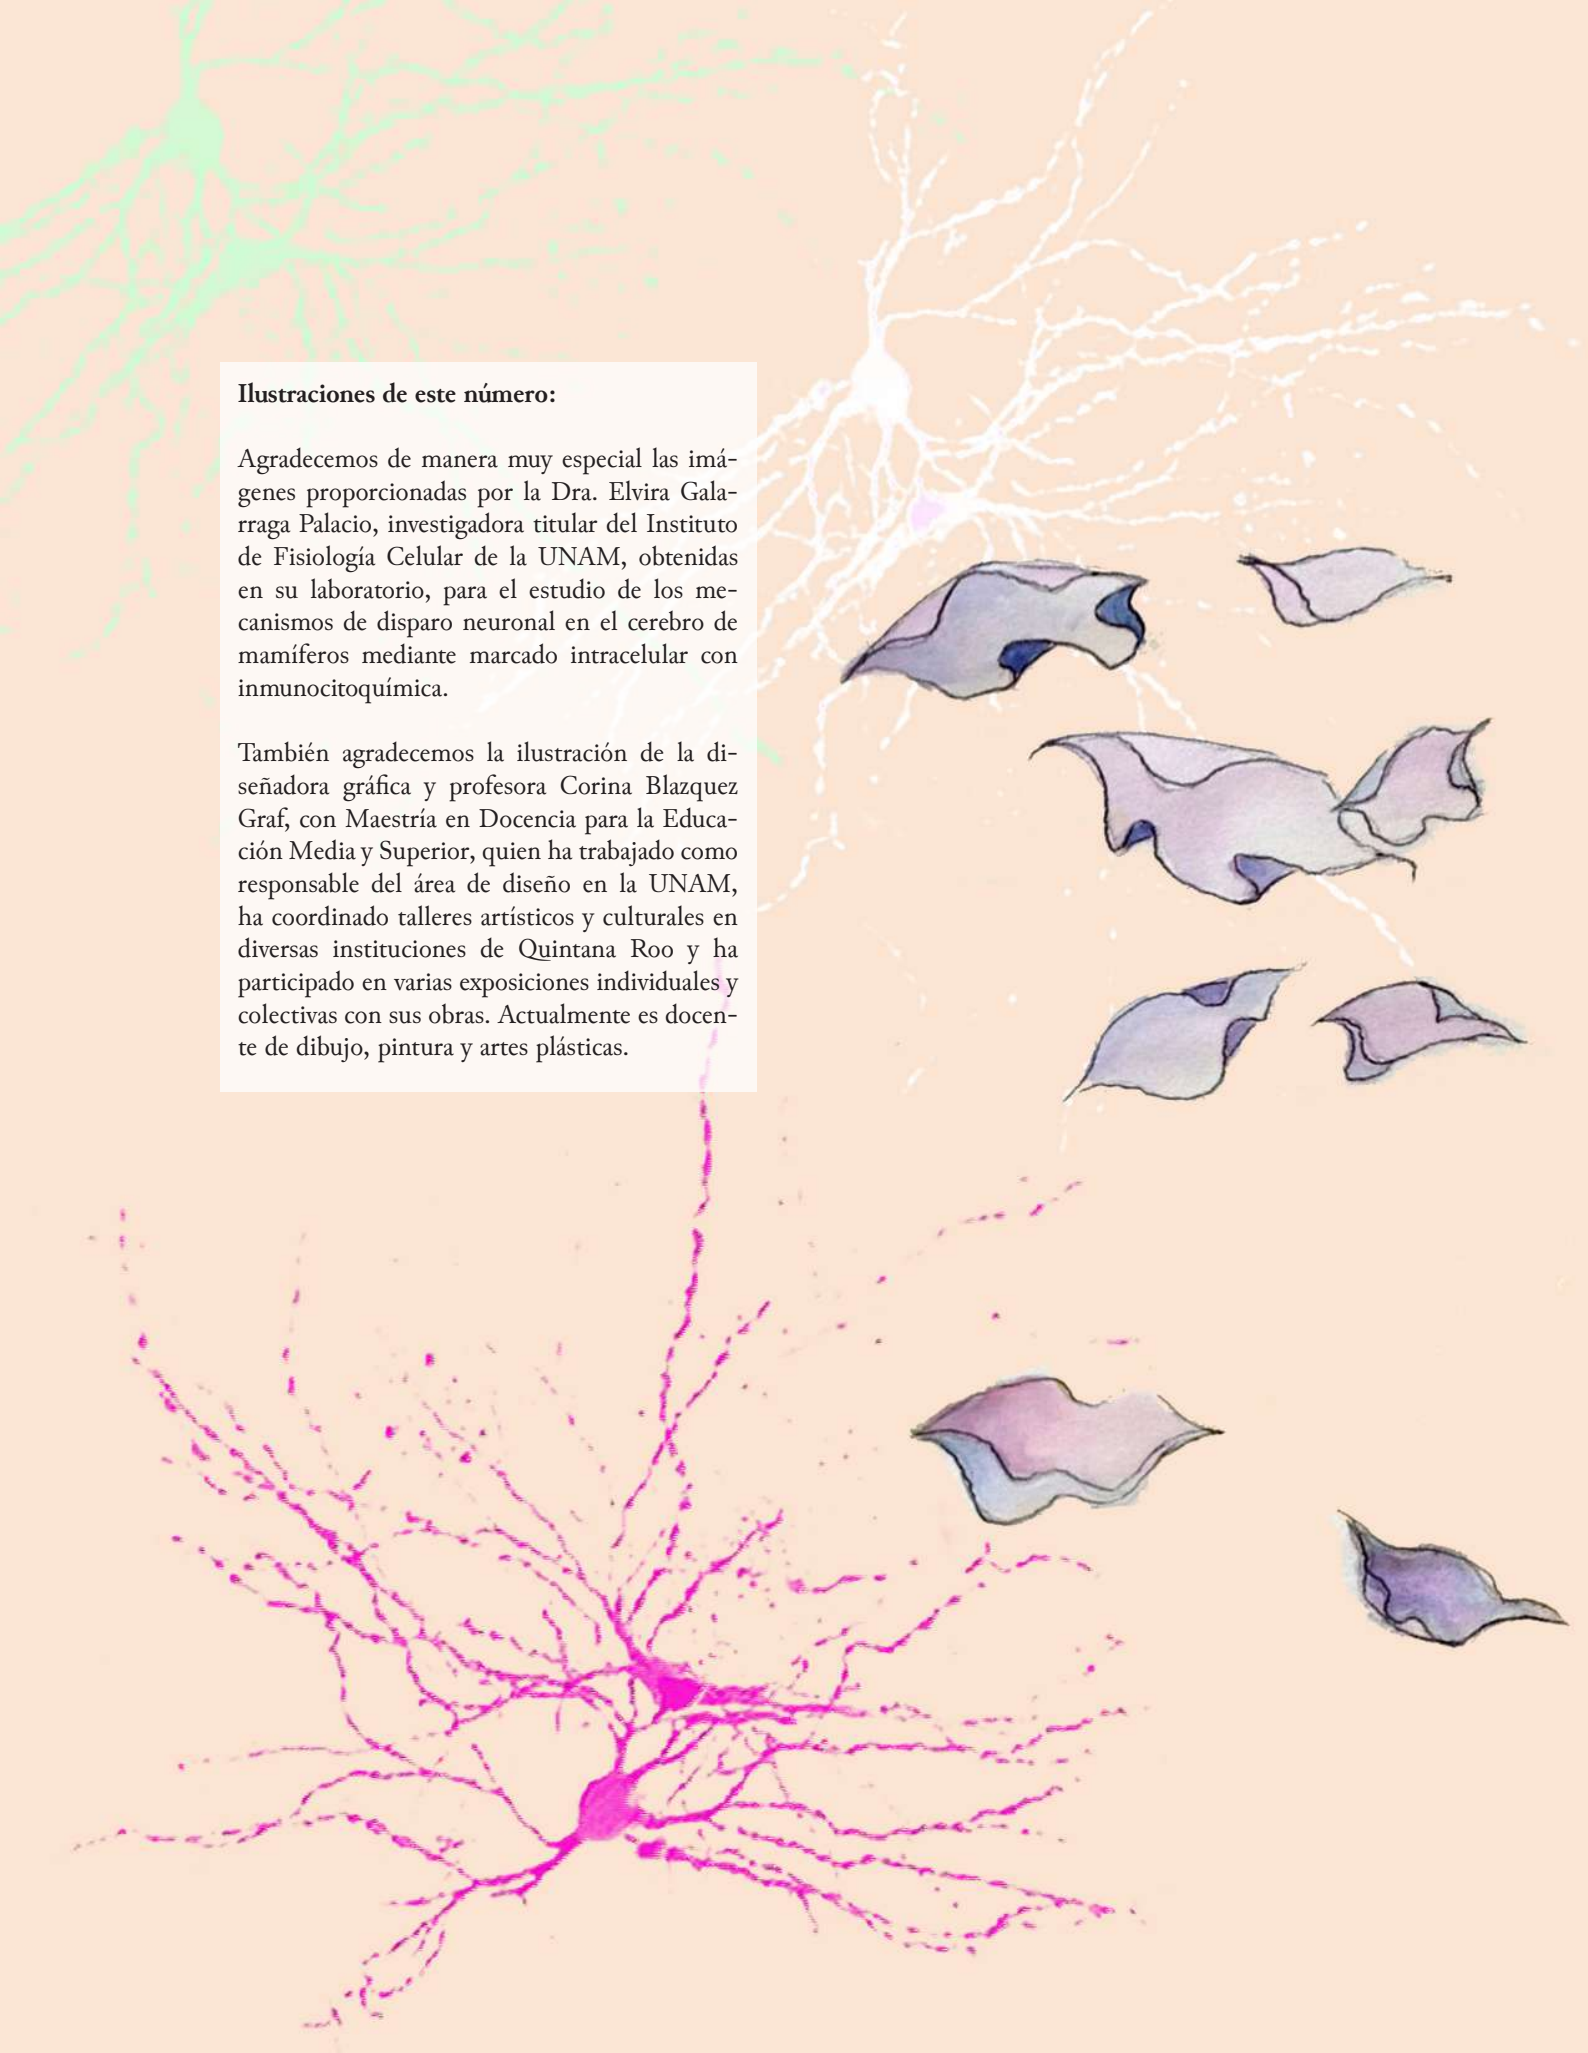 Ilustraciones de este número:
Agradecemos de manera muy especial las imá-
genes proporcionadas por la Dra. Elvira Gala-
rraga Palacio, investigadora titular del Instituto
de Fisiología Celular de la UNAM, obtenidas
en su laboratorio, para el estudio de los me-
canismos de disparo neuronal en el cerebro de
mamíferos mediante marcado intracelular con
inmunocitoquímica.
También agradecemos la ilustración de la di-
señadora gráfica y profesora Corina Blazquez
Graf, con Maestría en Docencia para la Educa-
ción Media y Superior, quien ha trabajado como
responsable del área de diseño en la UNAM,
ha coordinado talleres artísticos y culturales en
diversas instituciones de Quintana Roo y ha
participado en varias exposiciones individuales y
colectivas con sus obras. Actualmente es docen-
te de dibujo, pintura y artes plásticas.